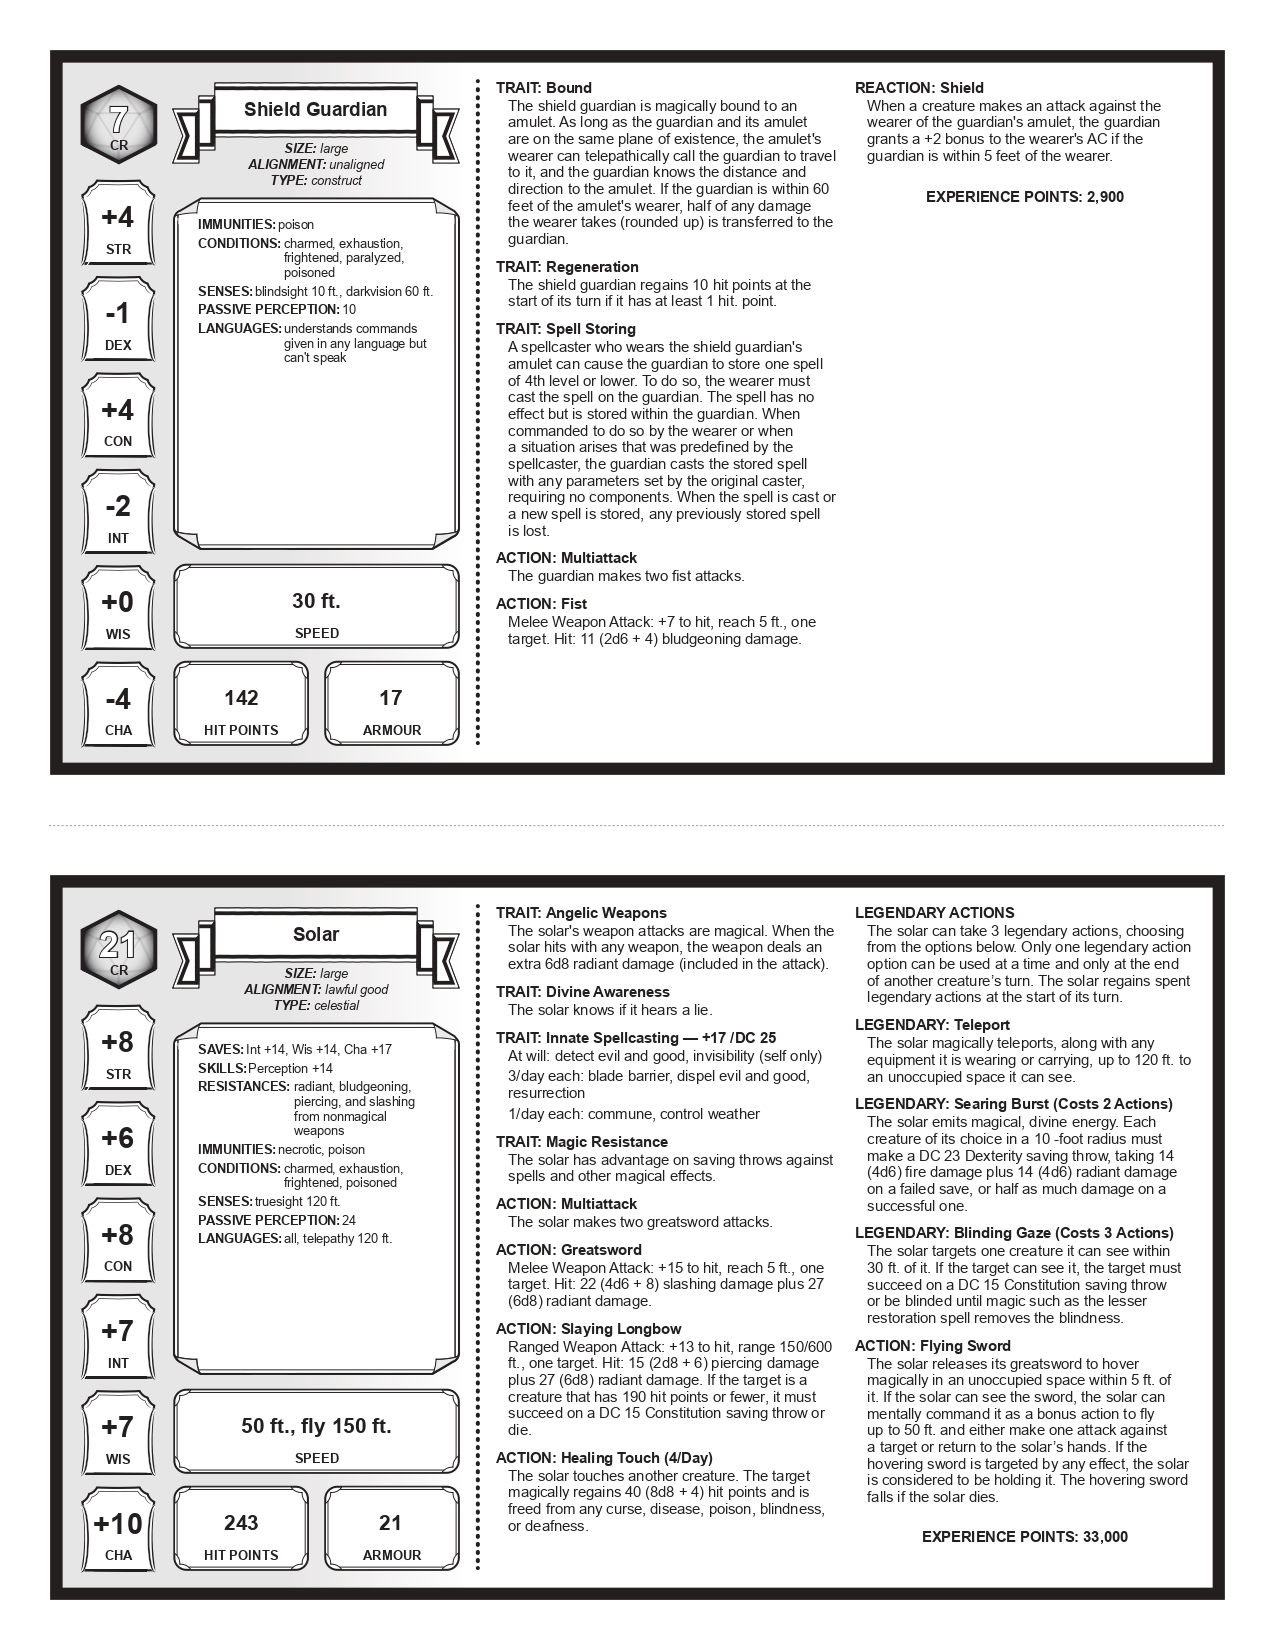 7
CR
Shield Guardian
SIZE: large
ALIGNMENT: unaligned
TYPE: construct
+4
STR
-1
DEX
+4
CON
-2
INT
+0
WIS
-4
CHA
IMMUNITIES: poison
CONDITIONS: charmed, exhaustion,
frightened, paralyzed,
poisoned
SENSES: blindsight 10 ft., darkvision 60 ft.
PASSIVE PERCEPTION: 10
LANGUAGES: understands commands
given in any language but
can't speak
30 ft.
SPEED
142
HIT POINTS
17
ARMOUR
TRAIT: Bound
The shield guardian is magically bound to an
amulet. As long as the guardian and its amulet
are on the same plane of existence, the amulet's
wearer can telepathically call the guardian to travel
to it, and the guardian knows the distance and
direction to the amulet. If the guardian is within 60
feet of the amulet's wearer, half of any damage
the wearer takes (rounded up) is transferred to the
guardian.
TRAIT: Regeneration
The shield guardian regains 10 hit points at the
start of its turn if it has at least 1 hit. point.
TRAIT: Spell Storing
A spellcaster who wears the shield guardian's
amulet can cause the guardian to store one spell
of 4th level or lower. To do so, the wearer must
cast the spell on the guardian. The spell has no
effect but is stored within the guardian. When
commanded to do so by the wearer or when
a situation arises that was predefined by the
spellcaster, the guardian casts the stored spell
with any parameters set by the original caster,
requiring no components. When the spell is cast or
a new spell is stored, any previously stored spell
is lost.
ACTION: Multiattack
The guardian makes two fist attacks.
ACTION: Fist
Melee Weapon Attack: +7 to hit, reach 5 ft., one
target. Hit: 11 (2d6 + 4) bludgeoning damage.
REACTION: Shield
When a creature makes an attack against the
wearer of the guardian's amulet, the guardian
grants a +2 bonus to the wearer's AC if the
guardian is within 5 feet of the wearer.
EXPERIENCE POINTS: 2,900
21
CR
Solar
SIZE: large
ALIGNMENT: lawful good
TYPE: celestial
+8
STR
+6
DEX
+8
CON
+7
INT
+7
WIS
+10
CHA
SAVES: Int +14, Wis +14, Cha +17
SKILLS: Perception +14
RESISTANCES: radiant, bludgeoning,
piercing, and slashing
from nonmagical
weapons
IMMUNITIES: necrotic, poison
CONDITIONS: charmed, exhaustion,
frightened, poisoned
SENSES: truesight 120 ft.
PASSIVE PERCEPTION: 24
LANGUAGES: all, telepathy 120 ft.
50 ft., fly 150 ft.
SPEED
243
HIT POINTS
21
ARMOUR
TRAIT: Angelic Weapons
The solar's weapon attacks are magical. When the
solar hits with any weapon, the weapon deals an
extra 6d8 radiant damage (included in the attack).
TRAIT: Divine Awareness
The solar knows if it hears a lie.
TRAIT: Innate Spellcasting — +17 /DC 25
At will: detect evil and good, invisibility (self only)
3/day each: blade barrier, dispel evil and good,
resurrection
1/day each: commune, control weather
TRAIT: Magic Resistance
The solar has advantage on saving throws against
spells and other magical effects.
ACTION: Multiattack
The solar makes two greatsword attacks.
ACTION: Greatsword
Melee Weapon Attack: +15 to hit, reach 5 ft., one
target. Hit: 22 (4d6 + 8) slashing damage plus 27
(6d8) radiant damage.
ACTION: Slaying Longbow
Ranged Weapon Attack: +13 to hit, range 150/600
ft., one target. Hit: 15 (2d8 + 6) piercing damage
plus 27 (6d8) radiant damage. If the target is a
creature that has 190 hit points or fewer, it must
succeed on a DC 15 Constitution saving throw or
die.
ACTION: Healing Touch (4/Day)
The solar touches another creature. The target
magically regains 40 (8d8 + 4) hit points and is
freed from any curse, disease, poison, blindness,
or deafness.
LEGENDARY ACTIONS
The solar can take 3 legendary actions, choosing
from the options below. Only one legendary action
option can be used at a time and only at the end
of another creature’s turn. The solar regains spent
legendary actions at the start of its turn.
LEGENDARY: Teleport
The solar magically teleports, along with any
equipment it is wearing or carrying, up to 120 ft. to
an unoccupied space it can see.
LEGENDARY: Searing Burst (Costs 2 Actions)
The solar emits magical, divine energy. Each
creature of its choice in a 10 -foot radius must
make a DC 23 Dexterity saving throw, taking 14
(4d6) fire damage plus 14 (4d6) radiant damage
on a failed save, or half as much damage on a
successful one.
LEGENDARY: Blinding Gaze (Costs 3 Actions)
The solar targets one creature it can see within
30 ft. of it. If the target can see it, the target must
succeed on a DC 15 Constitution saving throw
or be blinded until magic such as the lesser
restoration spell removes the blindness.
ACTION: Flying Sword
The solar releases its greatsword to hover
magically in an unoccupied space within 5 ft. of
it. If the solar can see the sword, the solar can
mentally command it as a bonus action to fly
up to 50 ft. and either make one attack against
a target or return to the solar’s hands. If the
hovering sword is targeted by any effect, the solar
is considered to be holding it. The hovering sword
falls if the solar dies.
EXPERIENCE POINTS: 33,000